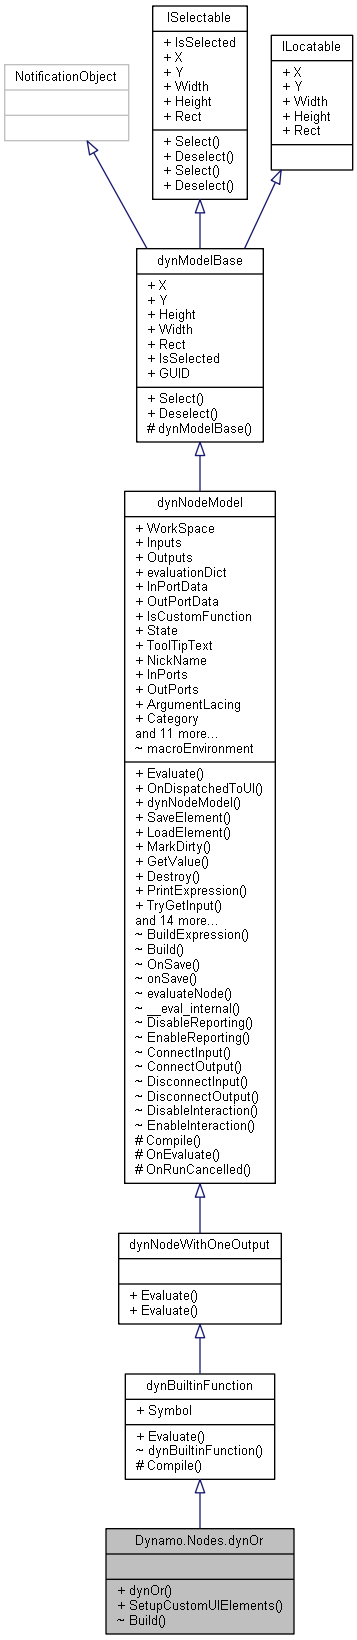 ISelectable
+ IsSelected
+ X
+ Y
+ Width
+ Height
+ Rect
+ Select()
+ Deselect()
+ Select()
+ Deselect()
ILocatable
+ X
+ Y
+ Width
+ Height
+ Rect
NotificationObject
dynModelBase
+ X
+ Y
+ Height
+ Width
+ Rect
+ IsSelected
+ GUID
+ Select()
+ Deselect()
# dynModelBase()
dynNodeModel
+ WorkSpace
+ Inputs
+ Outputs
+ evaluationDict
+ InPortData
+ OutPortData
+ IsCustomFunction
+ State
+ ToolTipText
+ NickName
+ InPorts
+ OutPorts
+ ArgumentLacing
+ Category
and 11 more...
~ macroEnvironment
+ Evaluate()
+ OnDispatchedToUI()
+ dynNodeModel()
+ SaveElement()
+ LoadElement()
+ MarkDirty()
+ GetValue()
+ Destroy()
+ PrintExpression()
+ TryGetInput()
and 14 more...
~ BuildExpression()
~ Build()
~ OnSave()
~ onSave()
~ evaluateNode()
~ __eval_internal()
~ DisableReporting()
~ EnableReporting()
~ ConnectInput()
~ ConnectOutput()
~ DisconnectInput()
~ DisconnectOutput()
~ DisableInteraction()
~ EnableInteraction()
# Compile()
# OnEvaluate()
# OnRunCancelled()
dynNodeWithOneOutput
+ Evaluate()
+ Evaluate()
dynBuiltinFunction
+ Symbol
+ Evaluate()
~ dynBuiltinFunction()
# Compile()
Dynamo.Nodes.dynOr
+ dynOr()
+ SetupCustomUIElements()
~ Build()